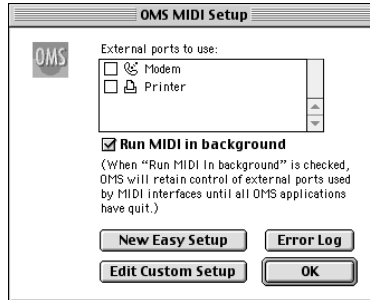 OMS MIDI Setup
OMS
External ports to use:
Modem
Printer
Run MIDI in background
(When “Run MIDI In background” is checked,
OMS will retain control of external ports used
by MIDI interfaces until all OMS applications
have quit.)
New Easy Setup
Error Log
Edit Custom Setup
OK